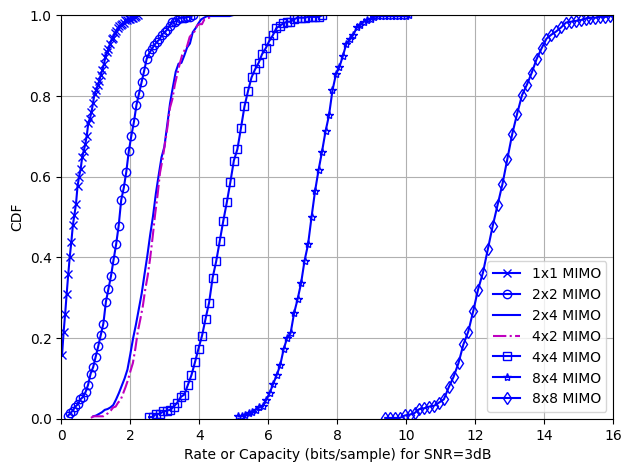 1.0
0.8
0.6
0.4
0.2
0.0
CDF
0 2 4 6 8 10 12 14 16
Rate or Capacity (bits/sample) for SNR=3dB
1x1 MIMO
2x2 MIMO
2x4 MIMO
4x2 MIMO
4x4 MIMO
8x4 MIMO
8x8 MIMO